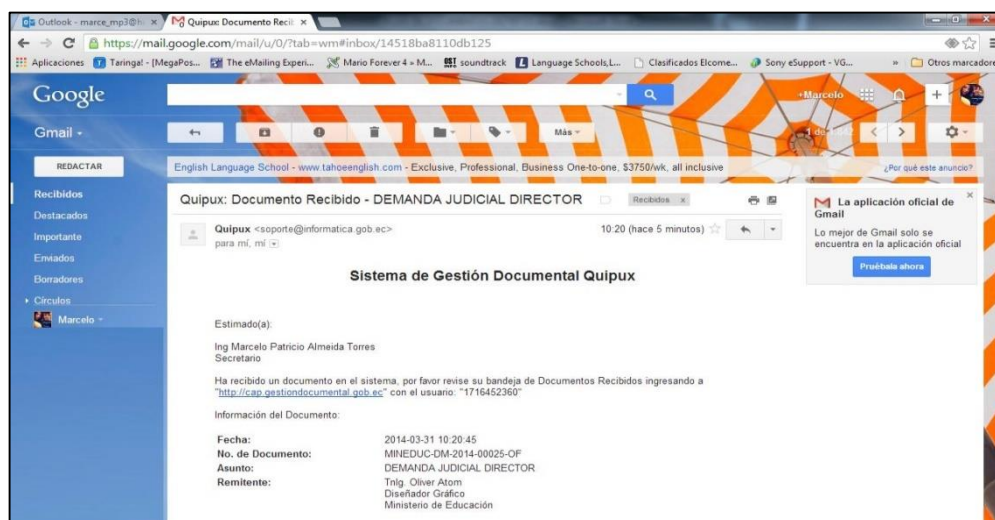 Outlook - marce_mp3@h
Quipux: Documento Recib
https://mail.google.com/mail/u/0/?tab=wm#inbox/14518ba8110db125
Aplicaciones Taringa! - [MegaPos... The eMailing Experi... Mario Forever 4 » M... soundtrack Language Schools,L... Clasificados Elcome... Sony eSupport - VG... » Otros marcadore
Google
+Marcelo
Gmail
Más
REDACTAR
English Language School - www.tahoeenglish.com - Exclusive, Professional, Business One-to-one, $3750/wk, all inclusive
¿Por qué este anuncio?
Recibidos
Destacados
Importante
Enviados
Borradores
Círculos
Marcelo
Quipux: Documento Recibido - DEMANDA JUDICIAL DIRECTOR
Recibidos x
Quipux <soporte@informatica.gob.ec>
10:20 (hace 5 minutos)
para mí, mí
La aplicación oficial de
Gmail
Lo mejor de Gmail solo se
encuentra en la aplicación oficial
Pruébala ahora
Sistema de Gestión Documental Quipux
Estimado(a):
Ing Marcelo Patricio Almeida Torres
Secretario
Ha recibido un documento en el sistema, por favor revise su bandeja de Documentos Recibidos ingresando a
"http://cap.gestiondocumental.gob.ec" con el usuario: "1716452360"
Información del Documento:
Fecha: 2014-03-31 10:20:45
No. de Documento: MINEDUC-DM-2014-00025-OF
Asunto: DEMANDA JUDICIAL DIRECTOR
Remitente: Tnlg. Oliver Atom
Diseñador Gráfico
Ministerio de Educación